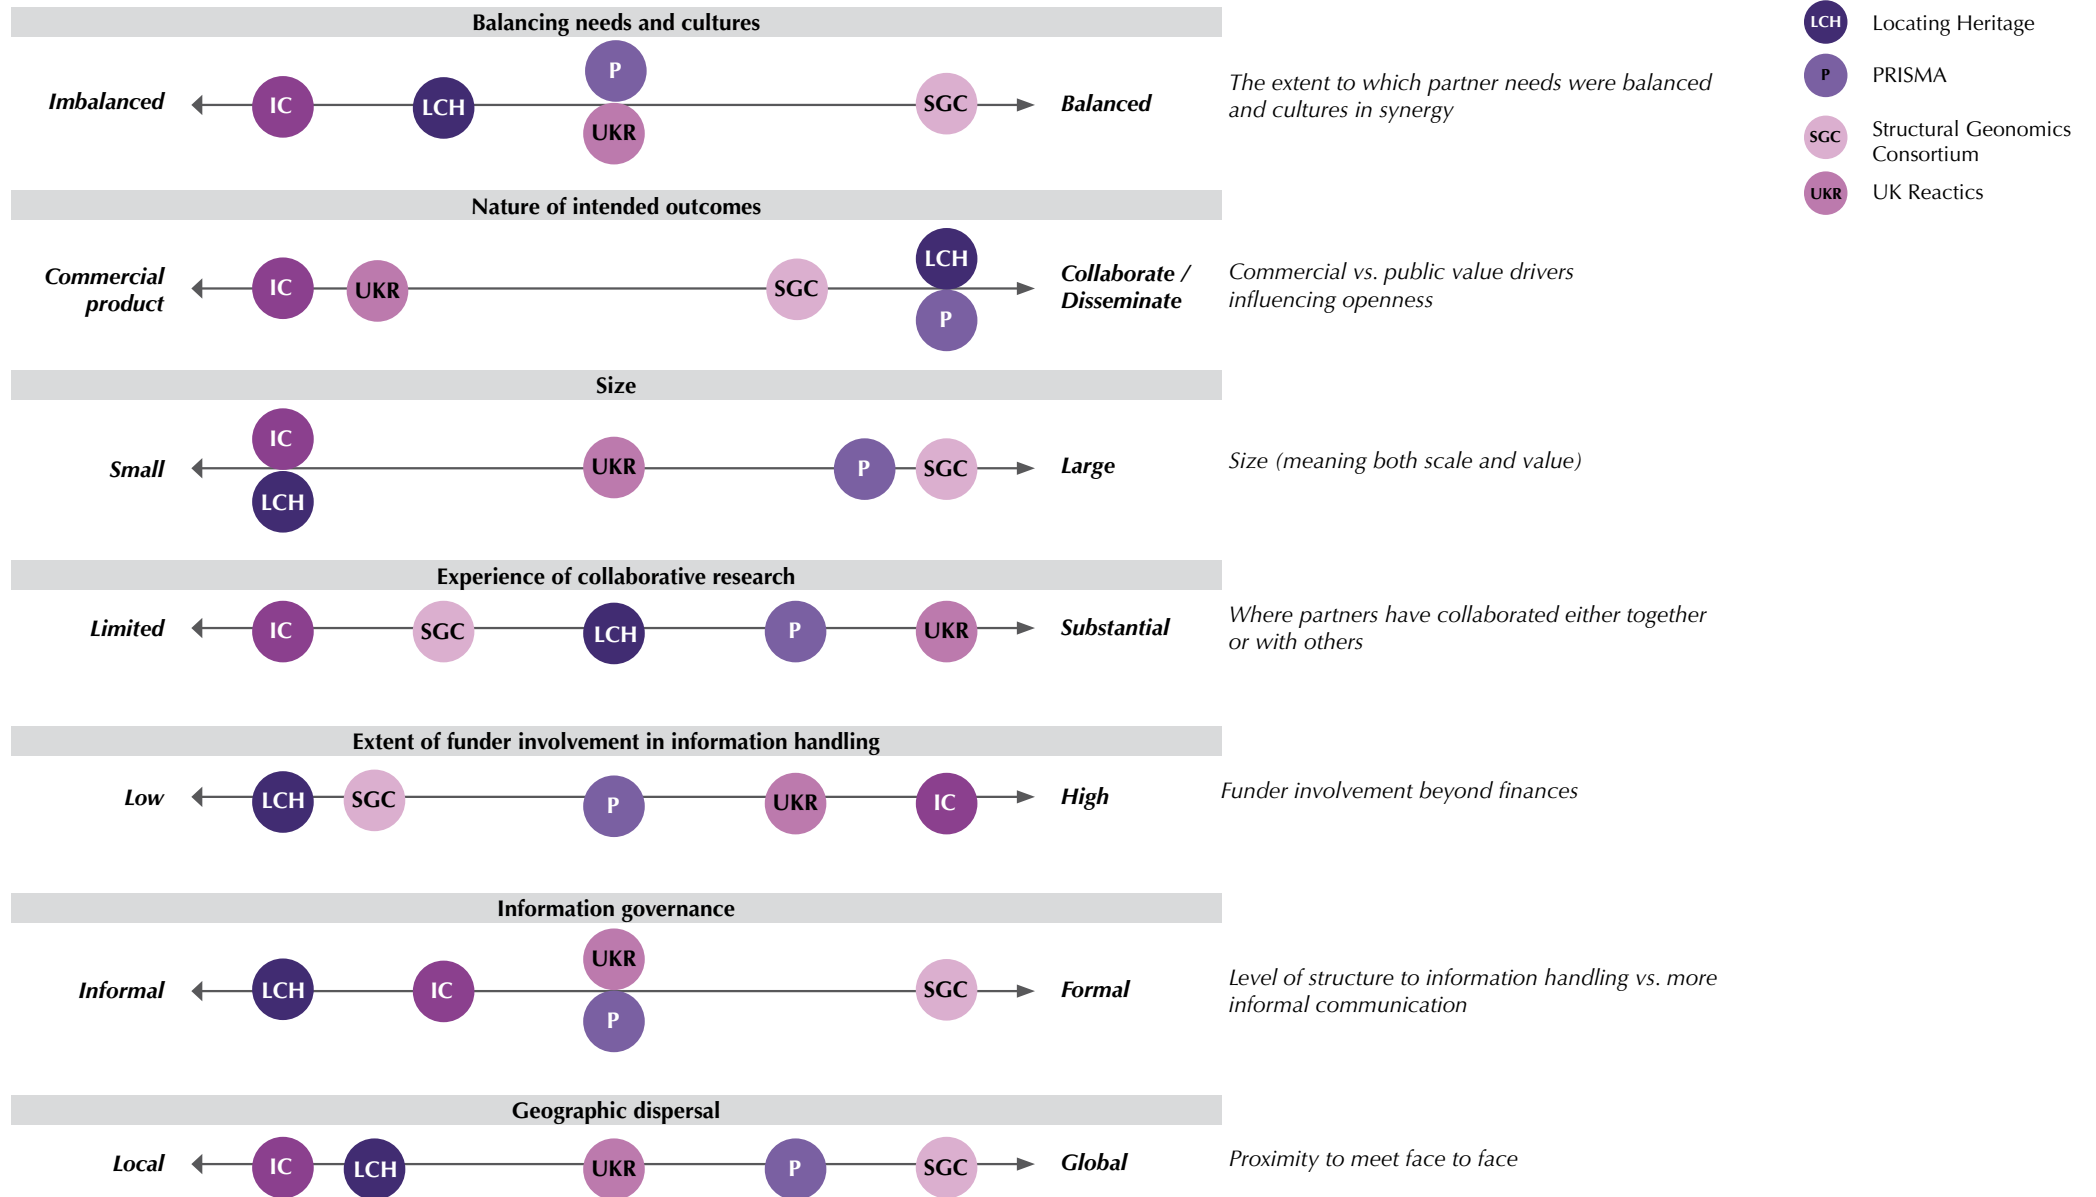 Balancing needs and cultures
Imbalanced
IC
LCH
P
UKR
SGC
Balanced
The extent to which partner needs were balanced
and cultures in synergy
LCH
Locating Heritage
P
PRISMA
SGC
Structural Geonomics
Consortium
UKR
UK Reactics
Nature of intended outcomes
Commercial
product
IC
UKR
SGC
LCH
P
Collaborate /
Disseminate
Commercial vs. public value drivers
influencing openness
Size
Small
IC
LCH
UKR
P
SGC
Large
Size (meaning both scale and value)
Experience of collaborative research
Limited
IC
SGC
LCH
P
UKR
Substantial
Where partners have collaborated either together
or with others
Extent of funder involvement in information handling
Low
LCH
SGC
P
UKR
IC
High
Funder involvement beyond finances
Information governance
Informal
LCH
IC
UKR
P
SGC
Formal
Level of structure to information handling vs. more
informal communication
Geographic dispersal
Local
IC
LCH
UKR
P
SGC
Global
Proximity to meet face to face